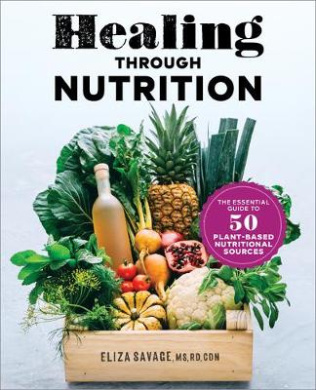 Healing
THROUGH
NUTRITION
THE ESSENTIAL
GUIDE TO
50
PLANT-BASED
NUTRITIONAL
SOURCES
ELIZA SAVAGE, MS, RD, CDN